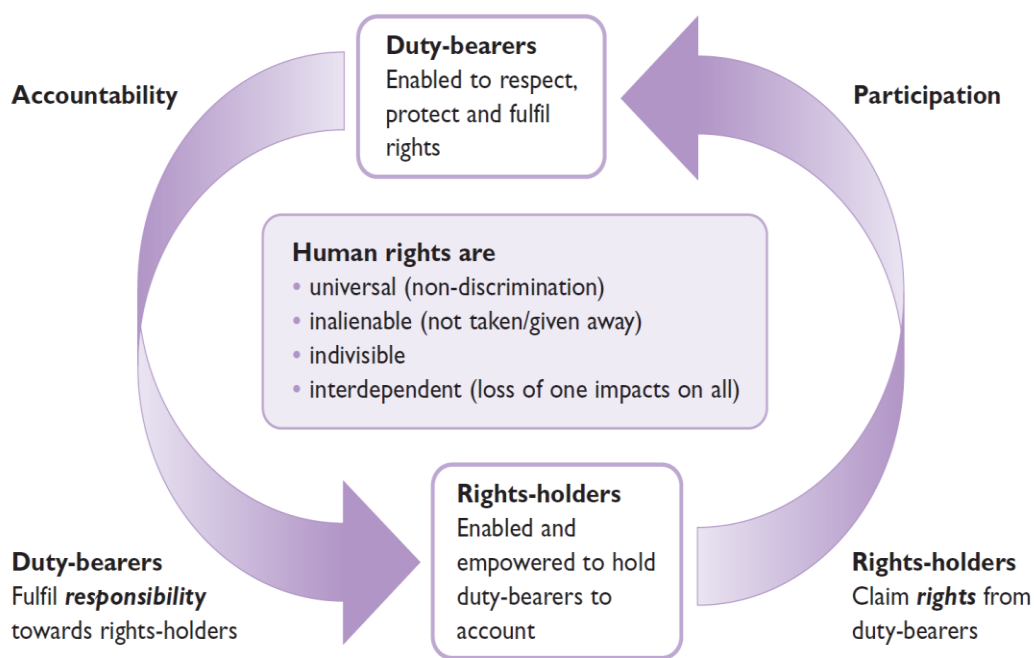 Duty-bearers
Enabled to respect,
protect and fulfil
rights
Accountability
Participation
Human rights are
• universal (non-discrimination)
• inalienable (not taken/given away)
• indivisible
• interdependent (loss of one impacts on all)
Rights-holders
Enabled and
empowered to hold
duty-bearers to
account
Duty-bearers
Fulfil responsibility
towards rights-holders
Rights-holders
Claim rights from
duty-bearers